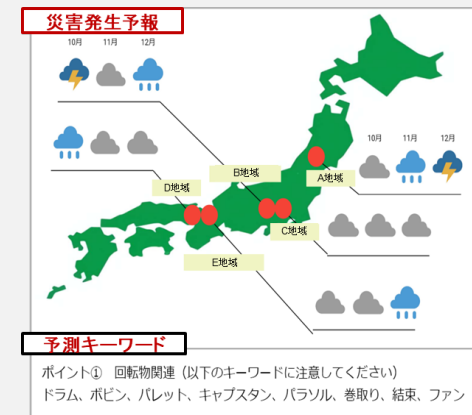 災害発生予報
10月 11月 12月
10月 11月 12月
B地域
A地域
D地域
C地域
E地域
予測キーワード
ポイント① 回転物関連（以下のキーワードに注意してください）
ドラム、ボビン、パレット、キャプスタン、パラソル、巻取り、結束、ファン